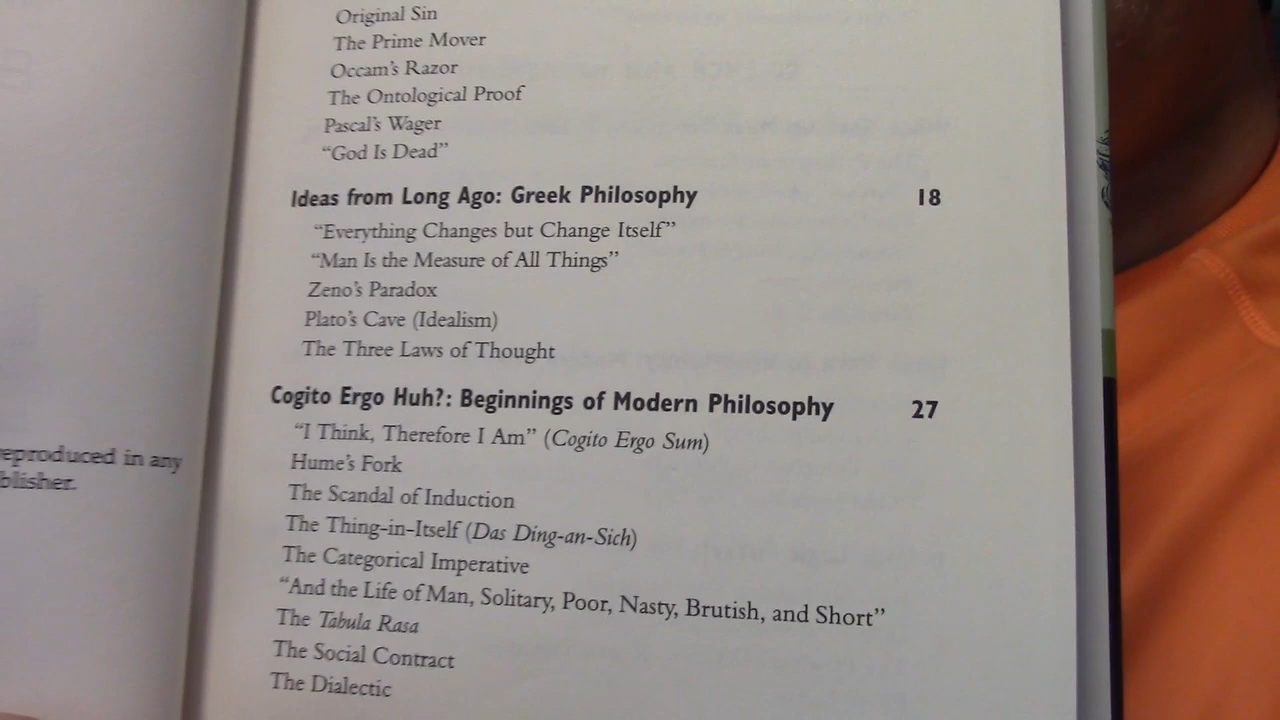 Original Sin
The Prime Mover
Occam's Razor
The Ontological Proof
Pascal's Wager
“God Is Dead”
Ideas from Long Ago: Greek Philosophy 18
“Everything Changes but Change Itself”
“Man Is the Measure of All Things”
Zeno's Paradox
Plato's Cave (Idealism)
The Three Laws of Thought
Cogito Ergo Huh?: Beginnings of Modern Philosophy 27
“I Think, Therefore I Am” (Cogito Ergo Sum)
Hume's Fork
The Scandal of Induction
The Thing-in-Itself (Das Ding-an-Sich)
The Categorical Imperative
“And the Life of Man, Solitary, Poor, Nasty, Brutish, and Short”
The Tabula Rasa
The Social Contract
The Dialectic
eproduced in any
blisher.